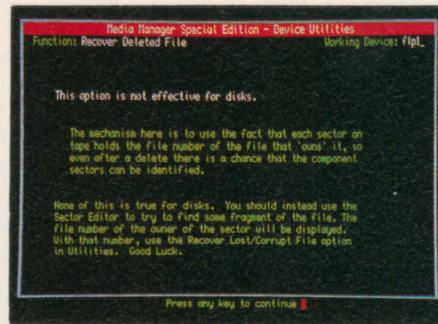 Media Manager Special Edition - Device Utilities
Function: Recover Deleted File Working Device: flp1_
This option is not effective for disks.
The mechanism here is to use the fact that each sector on
tape holds the file number of the file that 'owns' it, so
even after a delete there is a chance that the component
sectors can be identified.
None of this is true for disks. You should instead use the
Sector Editor to try to find some fragment of the file. The
file number of the owner of the sector will be displayed.
With that number, use the Recover Lost/Corrupt File option
in Utilities. Good Luck.
Press any key to continue